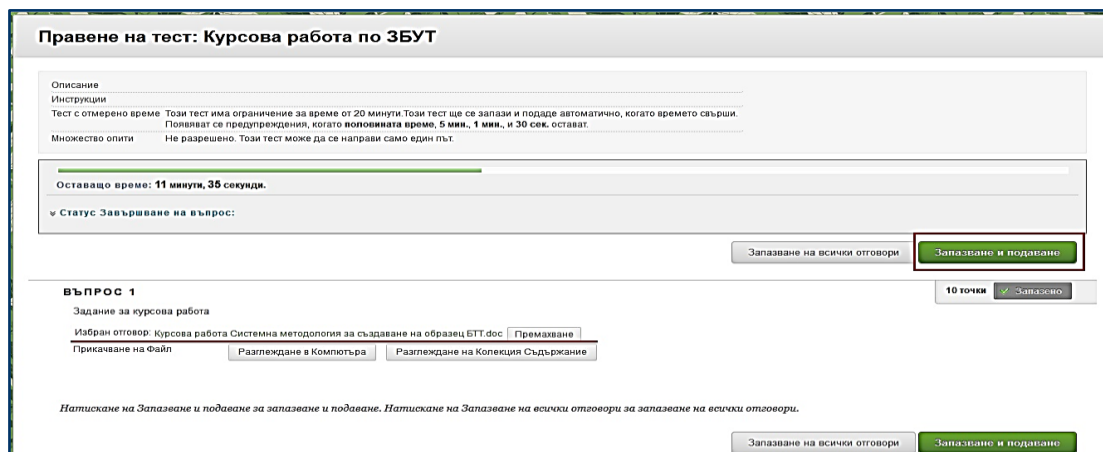 Правене на тест: Курсова работа по ЗБУТ
Описание
Инструкции
Тест с отмерено време Този тест има ограничение за време от 20 минути.Този тест ще се запази и подаде автоматично, когато времето свърши.
Появяват се предупреждения, когато половината време, 5 мин., 1 мин., и 30 сек. остават.
Множество опити Не разрешено. Този тест може да се направи само един път.
Оставащо време: 11 минути, 35 секунди.
Статус Завършване на въпрос:
Запазване на всички отговори Запазване и подаване
ВЪПРОС 1 10 точки Запазено
Задание за курсова работа
Избран отговор: Курсова работа Системна методология за създаване на образец БТТ.doc Премахване
Прикачване на Файл Разглеждане в Компютъра Разглеждане на Колекция Съдържание
Натискане на Запазване и подаване за запазване и подаване. Натискане на Запазване на всички отговори за запазване на всички отговори.
Запазване на всички отговори Запазване и подаване